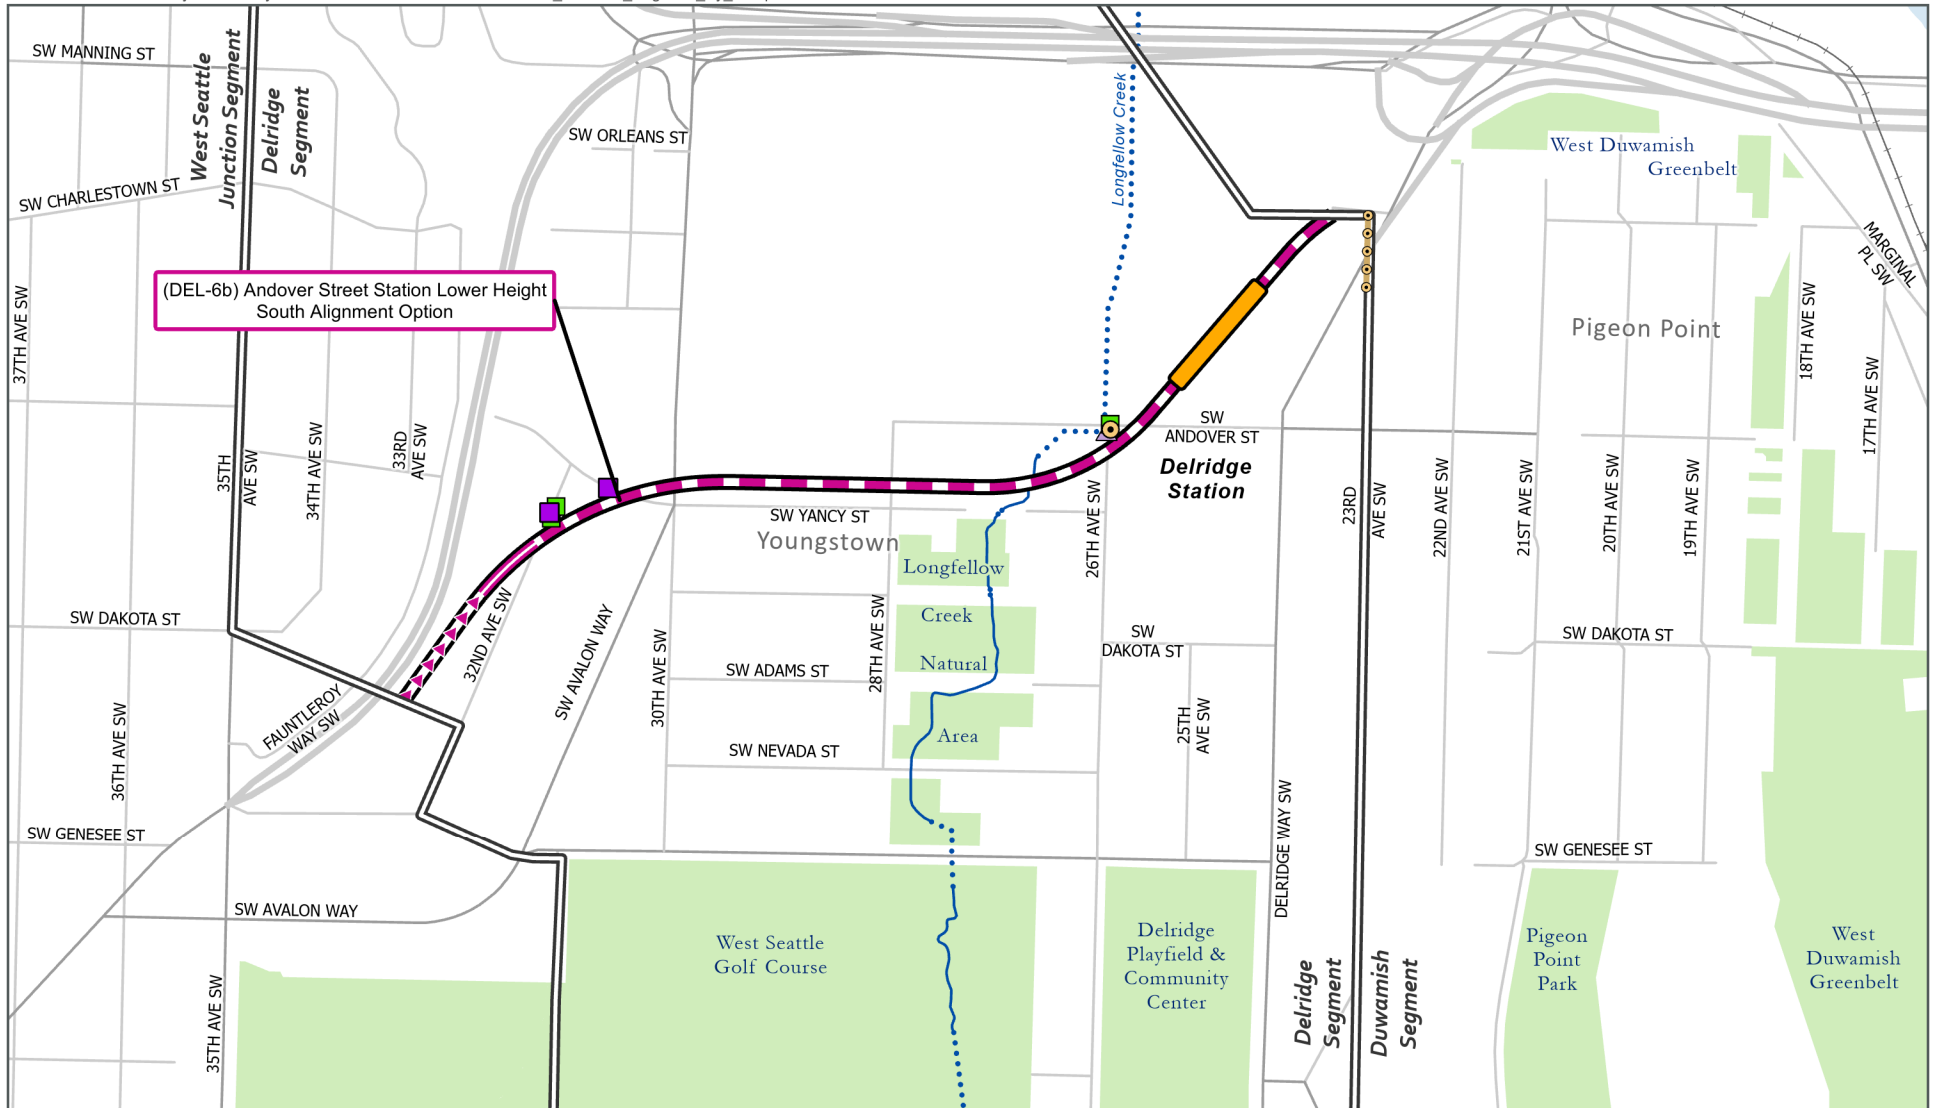 SW MANNING ST
West Seattle
Junction Segment
Delridge
Segment
SW ORLEANS ST
Longfellow Creek
West Duwamish
Greenbelt
SW CHARLESTOWN ST
MARGINAL
PL SW
(DEL-6b) Andover Street Station Lower Height
South Alignment Option
37TH AVE SW
Pigeon Point
18TH AVE SW
17TH AVE SW
SW
ANDOVER ST
Delridge
Station
35TH
AVE SW
34TH AVE SW
33RD
AVE SW
SW YANCY ST
Youngstown
26TH AVE SW
23RD
AVE SW
22ND AVE SW
21ST AVE SW
20TH AVE SW
19TH AVE SW
Longfellow
Creek
Natural
Area
SW DAKOTA ST
32ND AVE SW
SW AVALON WAY
30TH AVE SW
28TH AVE SW
SW ADAMS ST
SW
DAKOTA ST
SW DAKOTA ST
25TH
AVE SW
FAUNTLEROY
WAY SW
36TH AVE SW
SW NEVADA ST
SW GENESEE ST
DELRIDGE WAY SW
SW GENESEE ST
SW AVALON WAY
West Seattle
Golf Course
Delridge
Playfield &
Community
Center
Pigeon
Point
Park
West
Duwamish
Greenbelt
35TH AVE SW
Delridge
Segment
Duwamish
Segment